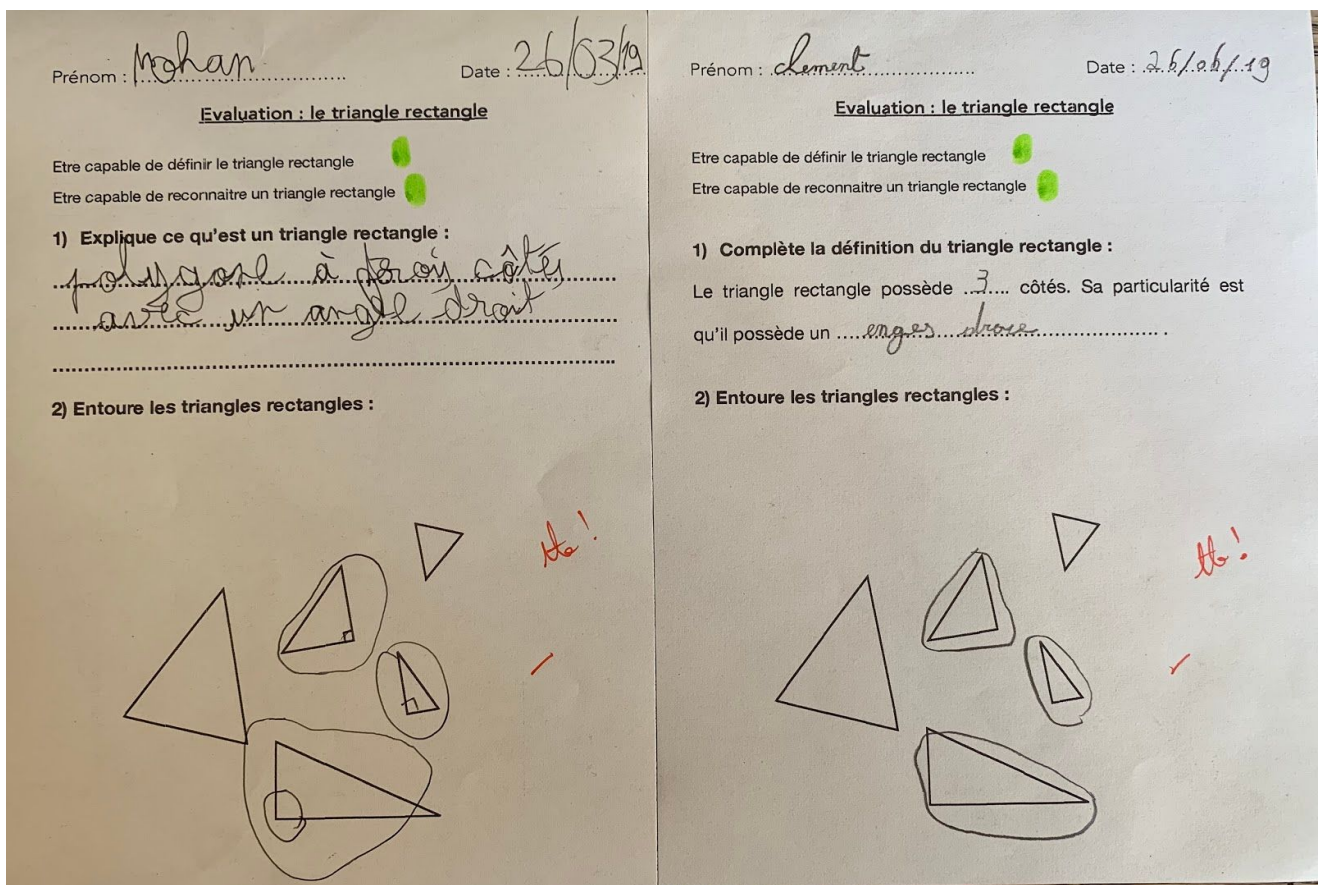 Prénom : Mohan
Date : 26/03/19
Evaluation : le triangle rectangle
Etre capable de définir le triangle rectangle
Etre capable de reconnaitre un triangle rectangle
1) Explique ce qu'est un triangle rectangle :
polygone à trois côtés
avec un angle droit
2) Entoure les triangles rectangles :
tb !
Prénom : clement
Date : 26/06/19
Evaluation : le triangle rectangle
Etre capable de définir le triangle rectangle
Etre capable de reconnaitre un triangle rectangle
1) Complète la définition du triangle rectangle :
Le triangle rectangle possède 3 côtés. Sa particularité est
qu'il possède un enges droie .
2) Entoure les triangles rectangles :
tb !